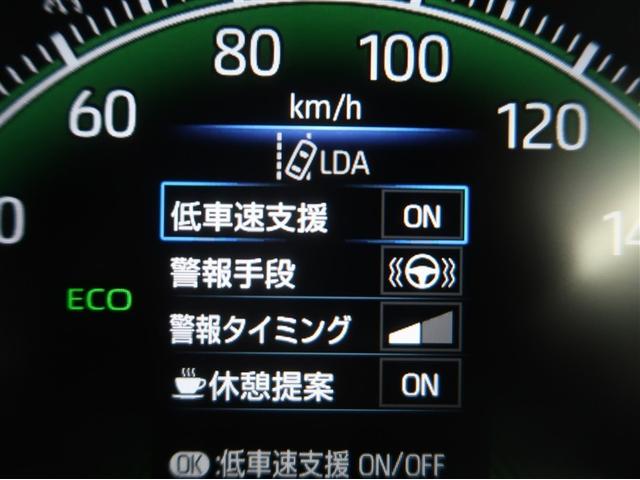 80
100
60
km/h
120
LDA
低車速支援 ON
警報手段
ECO
警報タイミング
休憩提案 ON
OK:低車速支援 ON/OFF